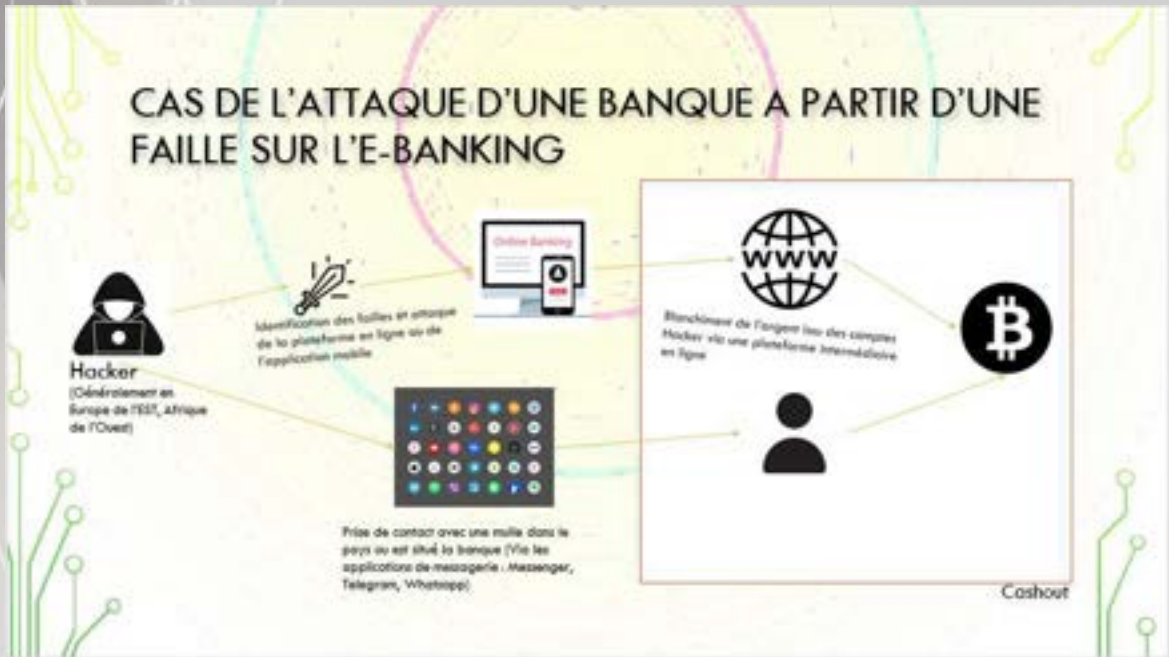 CAS DE L'ATTAQUE D'UNE BANQUE A PARTIR D'UNE
FAILLE SUR L'E-BANKING
Online Banking
WWW
Identification des failles et attaque
de la plateforme en ligne ou de
l'application mobile
Blanchiment de l'argent issu des comptes
Hacker via une plateforme intermédiaire
en ligne
Hacker
(Généralement en
Europe de l'EST, Afrique
de l'Ouest)
Prise de contact avec une mulle dans le
pays ou est situé la banque (Via les
applications de messagerie : Messenger,
Telegram, Whatsapp)
Cashout